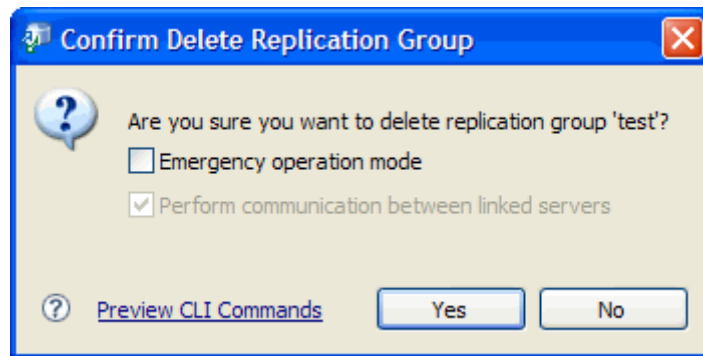 Confirm Delete Replication Group
Are you sure you want to delete replication group 'test'?
Emergency operation mode
Perform communication between linked servers
Preview CLI Commands
Yes
No